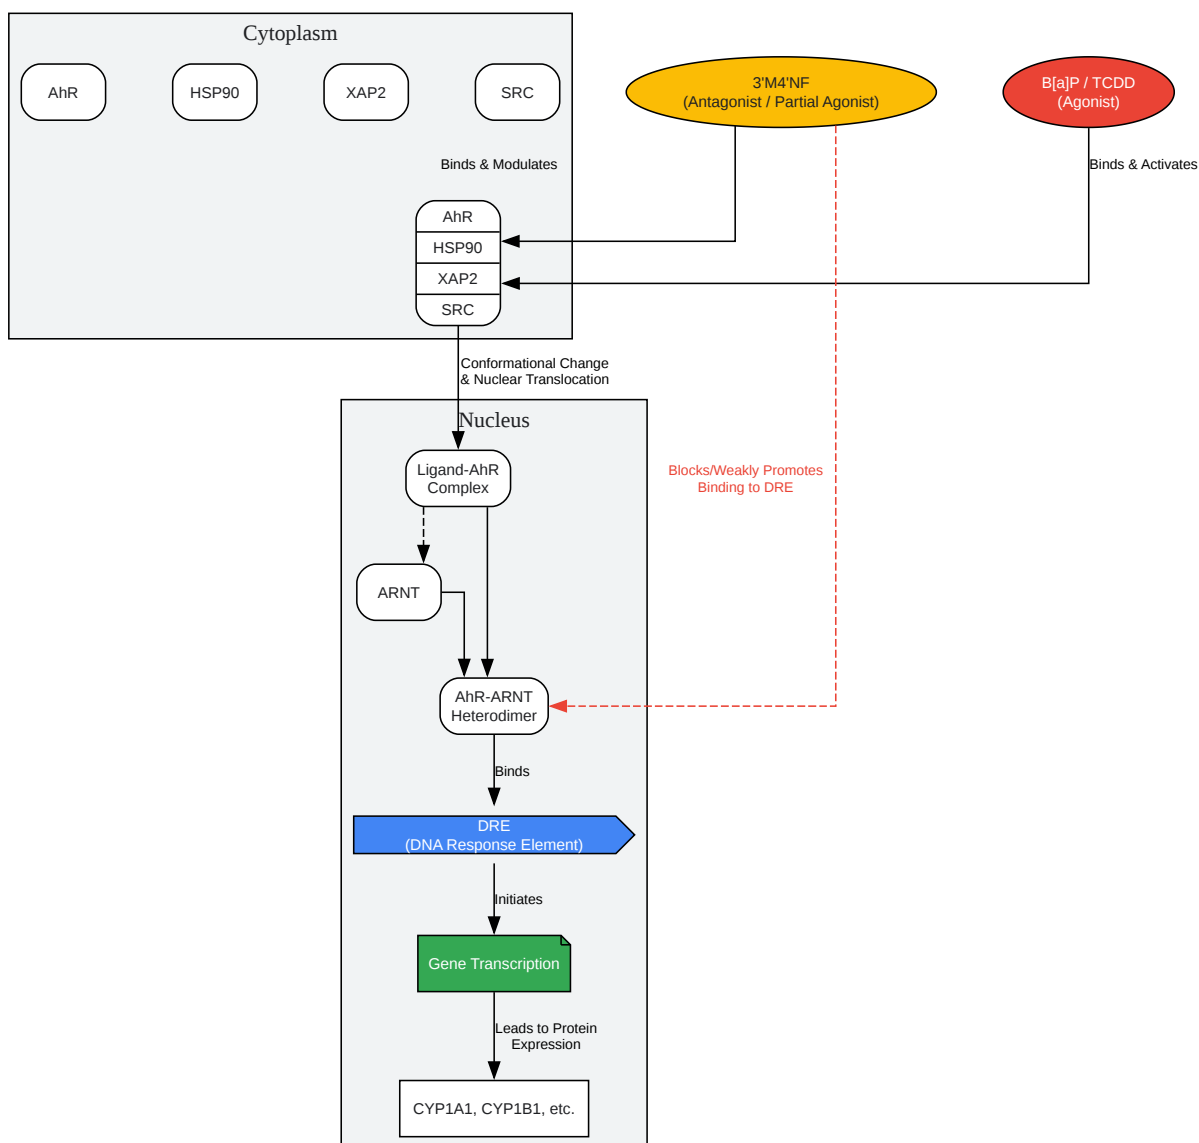 Cytoplasm
AhR
HSP90
XAP2
SRC
3'M4'NF
(Antagonist / Partial Agonist)
B[a]P / TCDD
(Agonist)
Binds & Modulates
Binds & Activates
AhR
HSP90
XAP2
SRC
Conformational Change
& Nuclear Translocation
Nucleus
Ligand-AhR
Complex
Blocks/Weakly Promotes
Binding to DRE
ARNT
AhR-ARNT
Heterodimer
Binds
DRE
(DNA Response Element)
Initiates
Gene Transcription
Leads to Protein
Expression
CYP1A1, CYP1B1, etc.